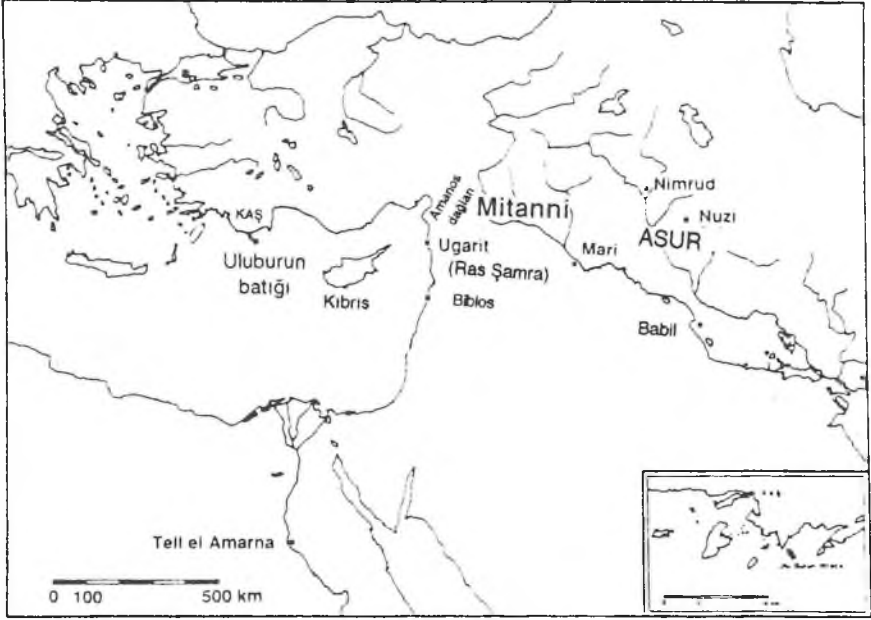 Nimrud
Amanos
dağları
Mitanni
Nuzi
KAŞ
ASUR
Ugarit
Mari
Uluburun
(Ras Şamra)
batığı
Kıbrıs
Biblos
Babil
Tell el Amarna
0 100 500 km